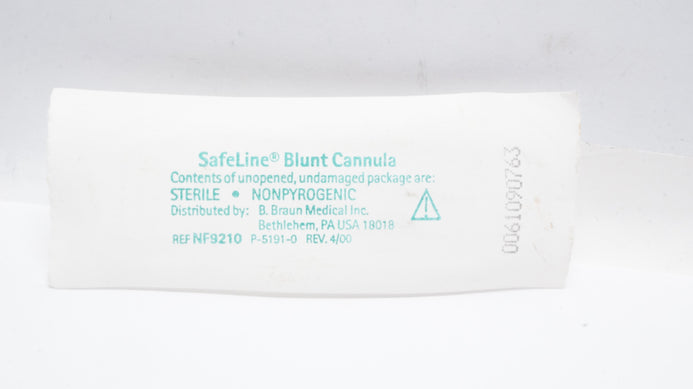 SafeLine® Blunt Cannula
Contents of unopened, undamaged package are:
STERILE • NONPYROGENIC
Distributed by: B. Braun Medical Inc.
Bethlehem, PA USA 18018
REF NF9210 P-5191-0 REV. 4/00
0061090763